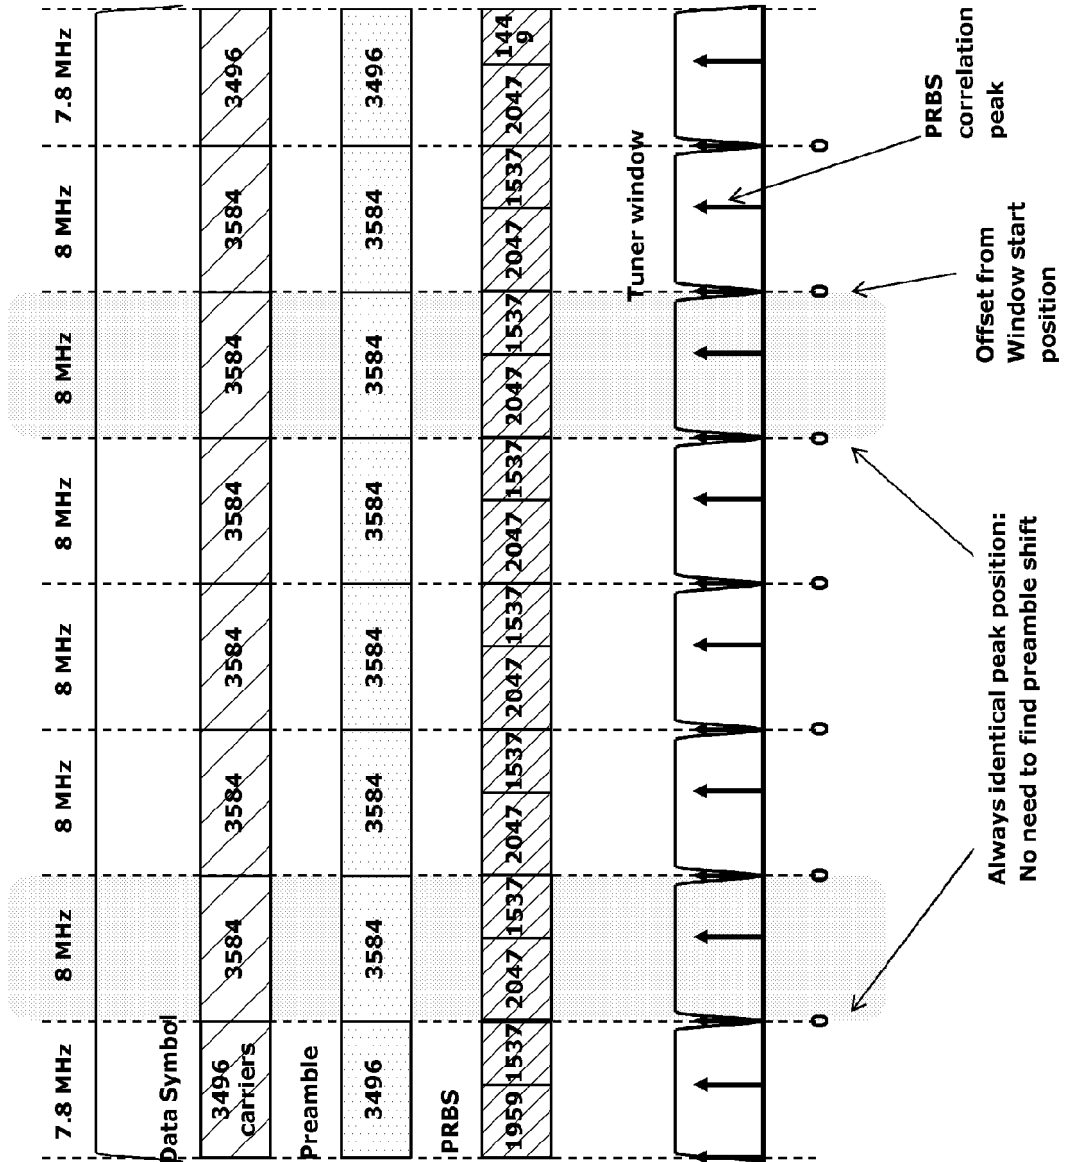 7.8 MHz 8 MHz 8 MHz 8 MHz 8 MHz 8 MHz 8 MHz 7.8 MHz
Data Symbol
3496 3584 3584 3584 3584 3584 3584 3496
carriers
Preamble
3496 3584 3584 3584 3584 3584 3584 3496
PRBS
1959 1537 2047 1537 2047 1537 2047 1537 2047 1537 2047 1537 2047 1537 2047 144
9
Tuner window
0 0 0 0 0 0 0
PRBS
correlation
peak
Offset from
Window start
position
Always identical peak position:
No need to find preamble shift